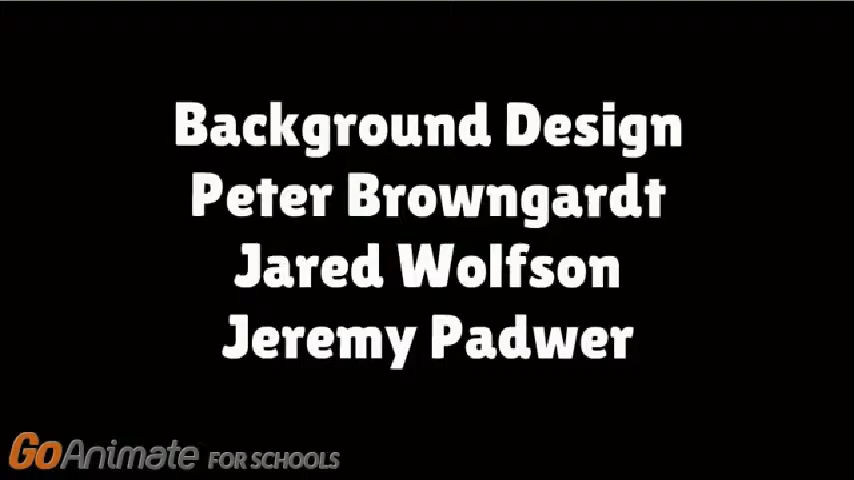 Background Design
Peter Browngardt
Jared Wolfson
Jeremy Padwer
GoAnimate FOR SCHOOLS